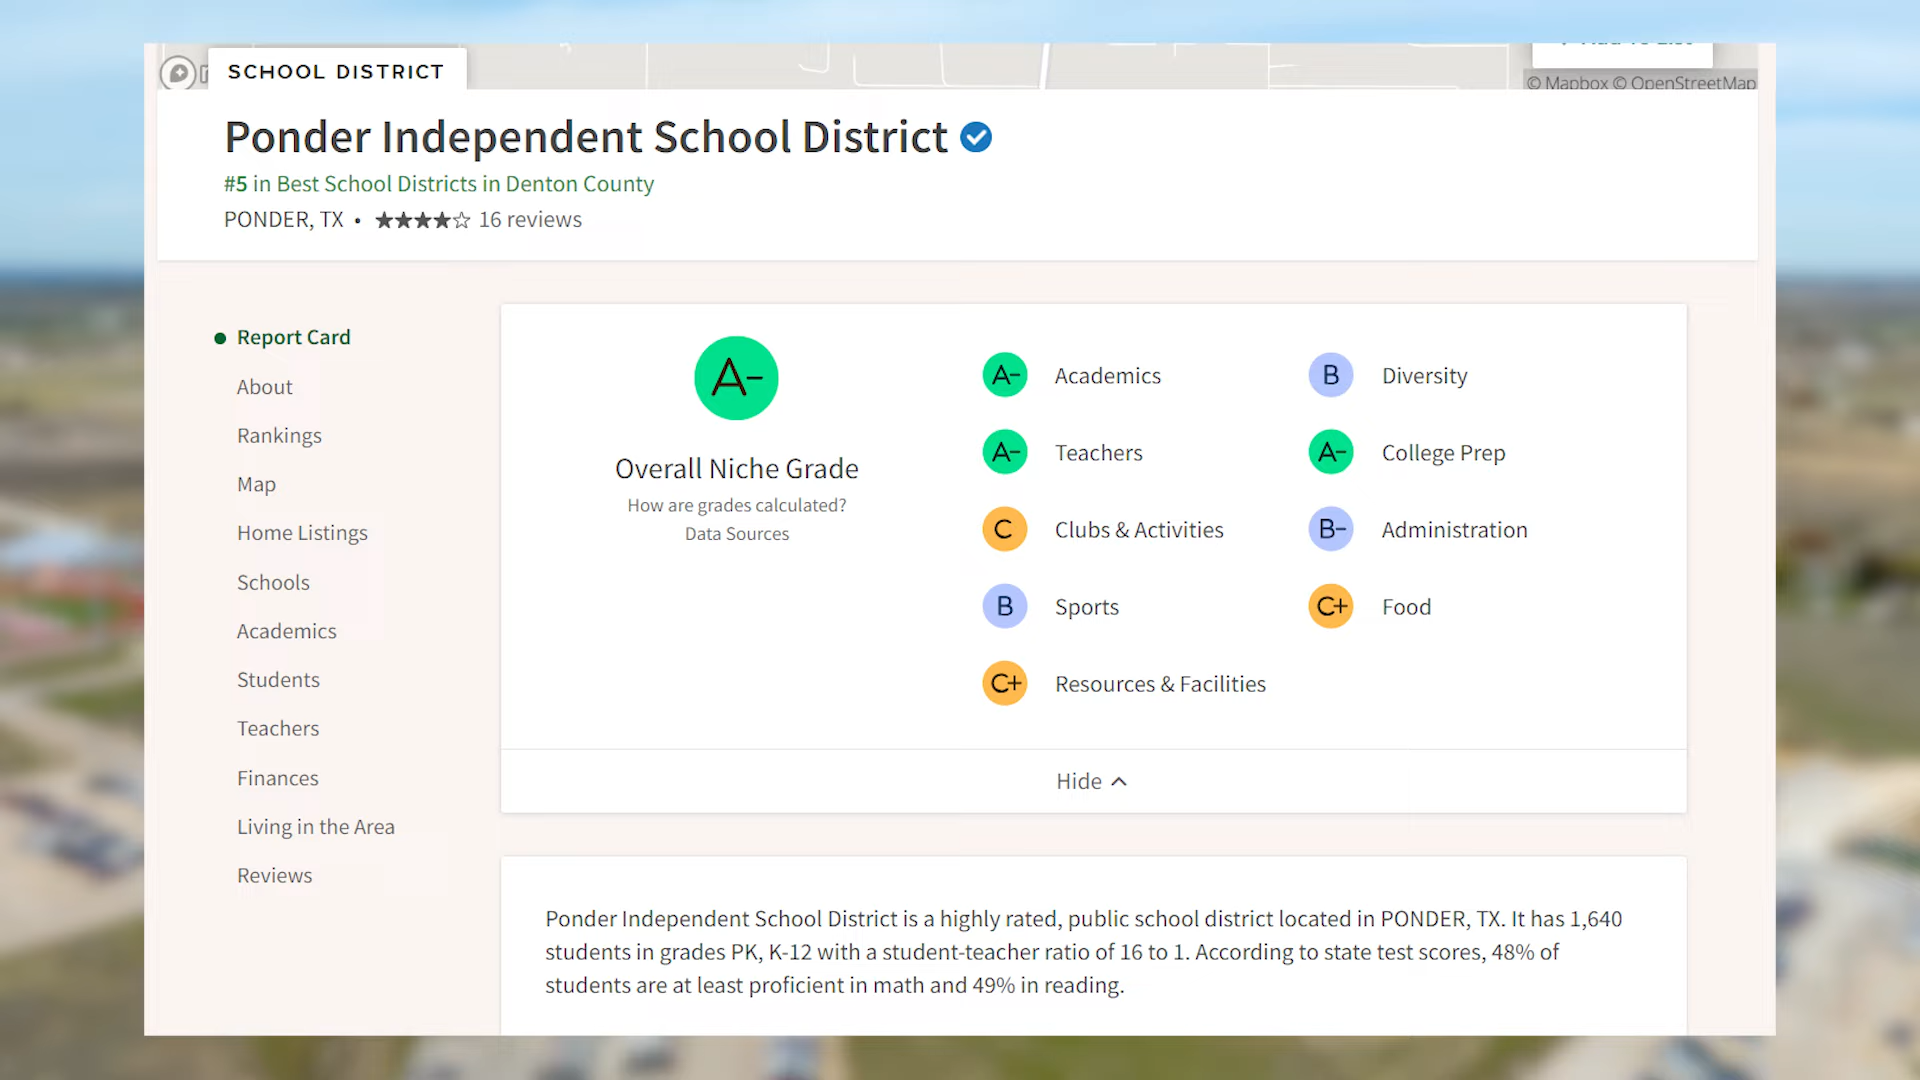 SCHOOL DISTRICT
© Mapbox © OpenStreetMap
Ponder Independent School District
#5 in Best School Districts in Denton County
PONDER, TX • 16 reviews
Report Card
About
Rankings
Map
Home Listings
Schools
Academics
Students
Teachers
Finances
Living in the Area
Reviews
A-
Overall Niche Grade
How are grades calculated?
Data Sources
A- Academics
A- Teachers
C Clubs & Activities
B Sports
C+ Resources & Facilities
B Diversity
A- College Prep
B- Administration
C+ Food
Hide
Ponder Independent School District is a highly rated, public school district located in PONDER, TX. It has 1,640
students in grades PK, K-12 with a student-teacher ratio of 16 to 1. According to state test scores, 48% of
students are at least proficient in math and 49% in reading.